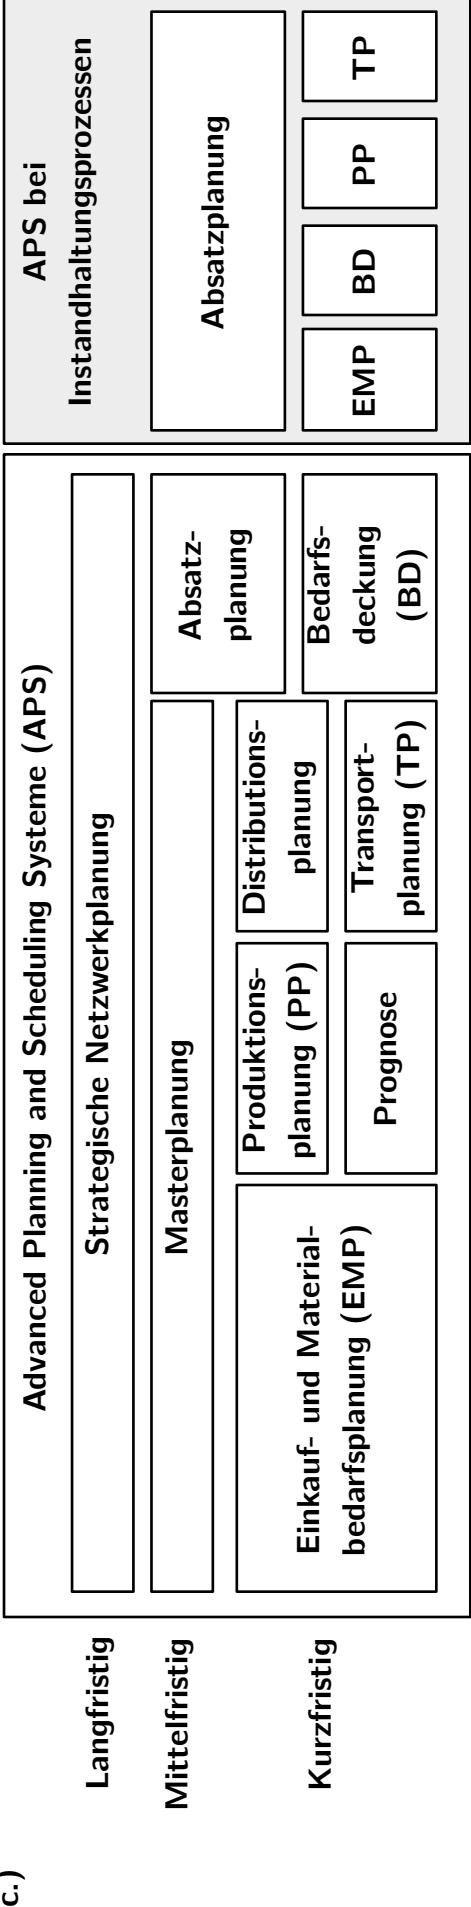 c.)
Advanced Planning and Scheduling Systeme (APS)
APS bei
Instandhaltungsprozessen
Langfristig
Strategische Netzwerkplanung
Mittelfristig
Masterplanung
Absatz-
planung
Absatzplanung
Kurzfristig
Einkauf- und Material-
bedarfsplanung (EMP)
Produktions-
planung (PP)
Distributions-
planung
Prognose
Transport-
planung (TP)
Bedarfs-
deckung
(BD)
EMP
BD
PP
TP